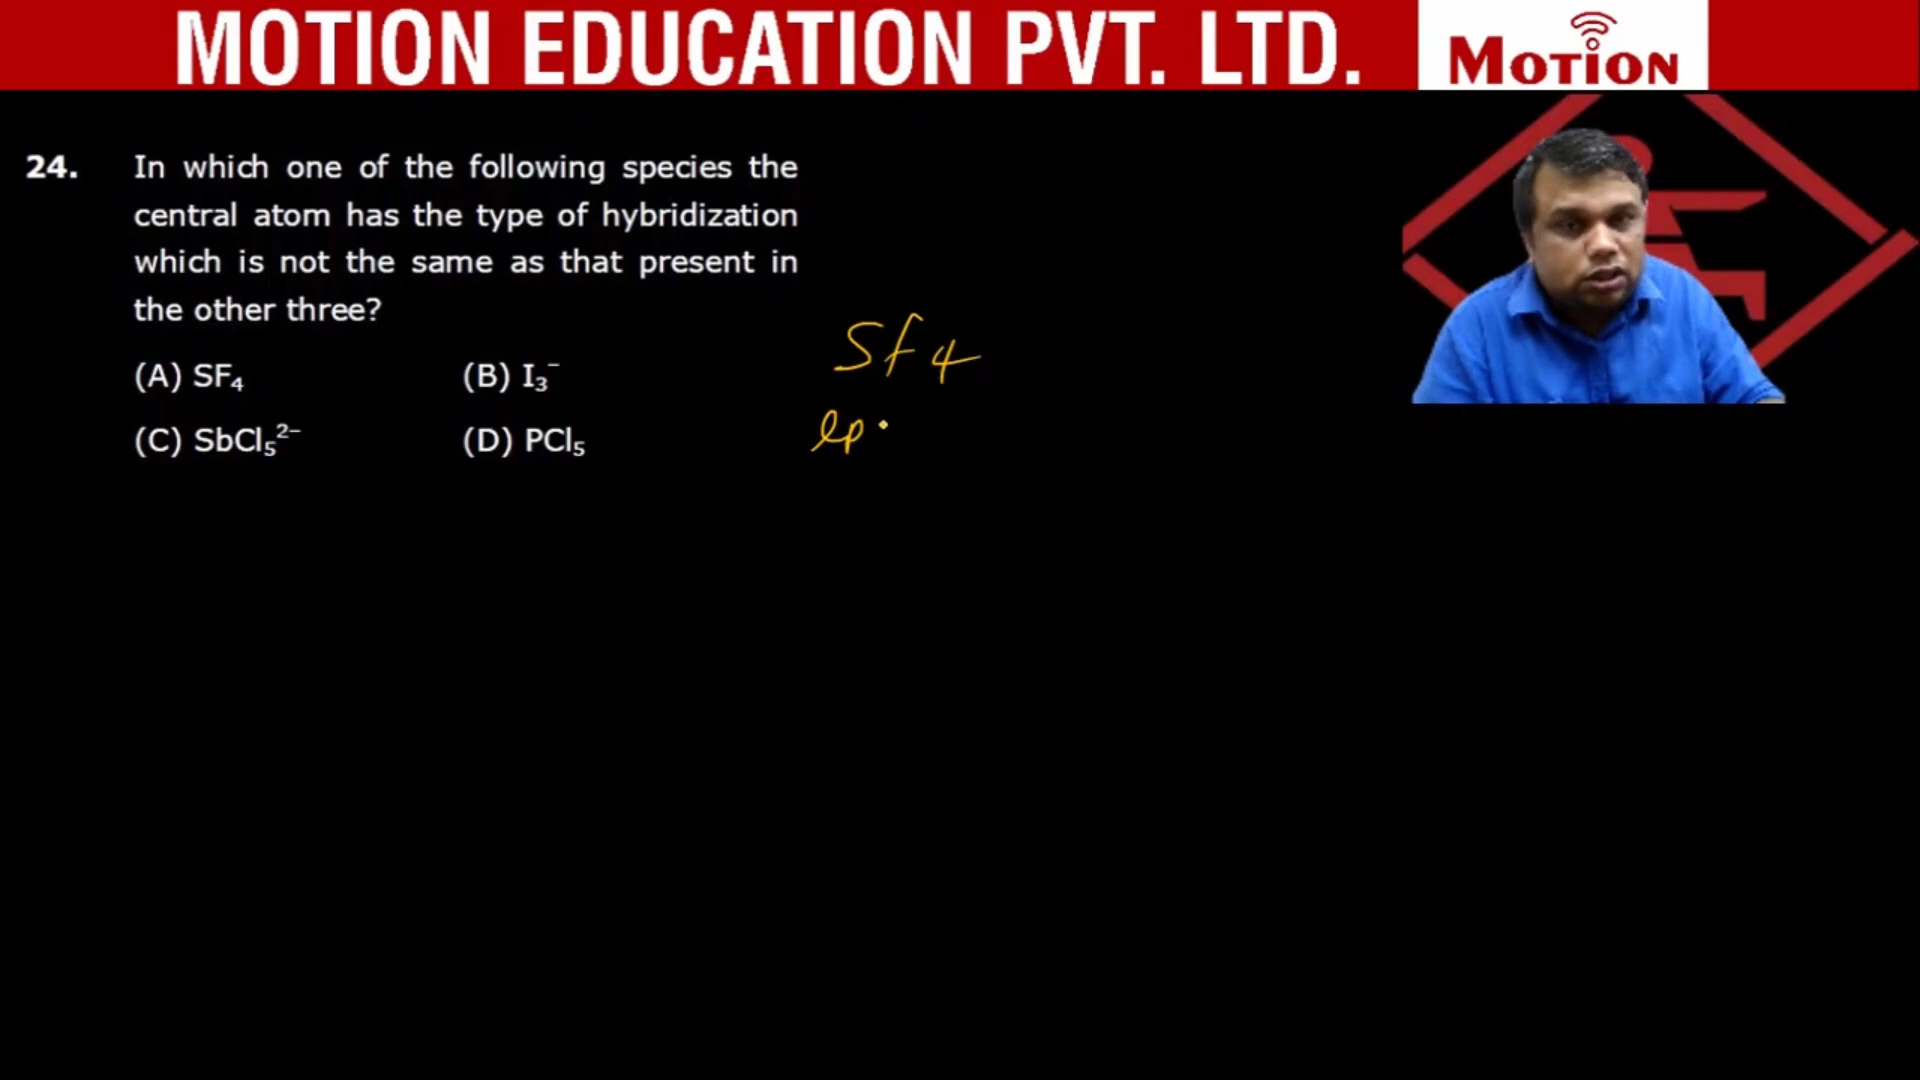 MOTION EDUCATION PVT. LTD.
MOTION
24. In which one of the following species the
central atom has the type of hybridization
which is not the same as that present in
the other three?
(A) SF₄ (B) I₃⁻
(C) SbCl₅²⁻ (D) PCl₅
Sf4
lp